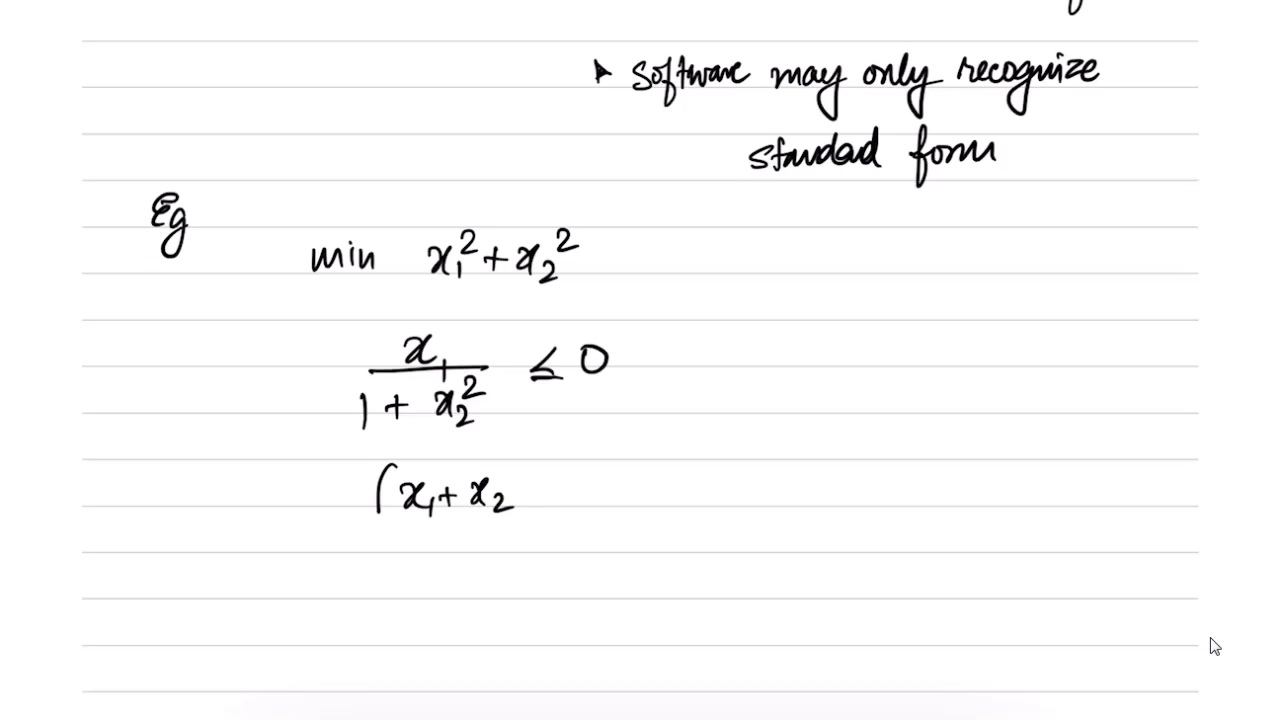 ▸ Software may only recognize
standard form
Eg
min x₁² + x₂²
x₁ / (1 + x₂²) ≤ 0
(x₁ + x₂